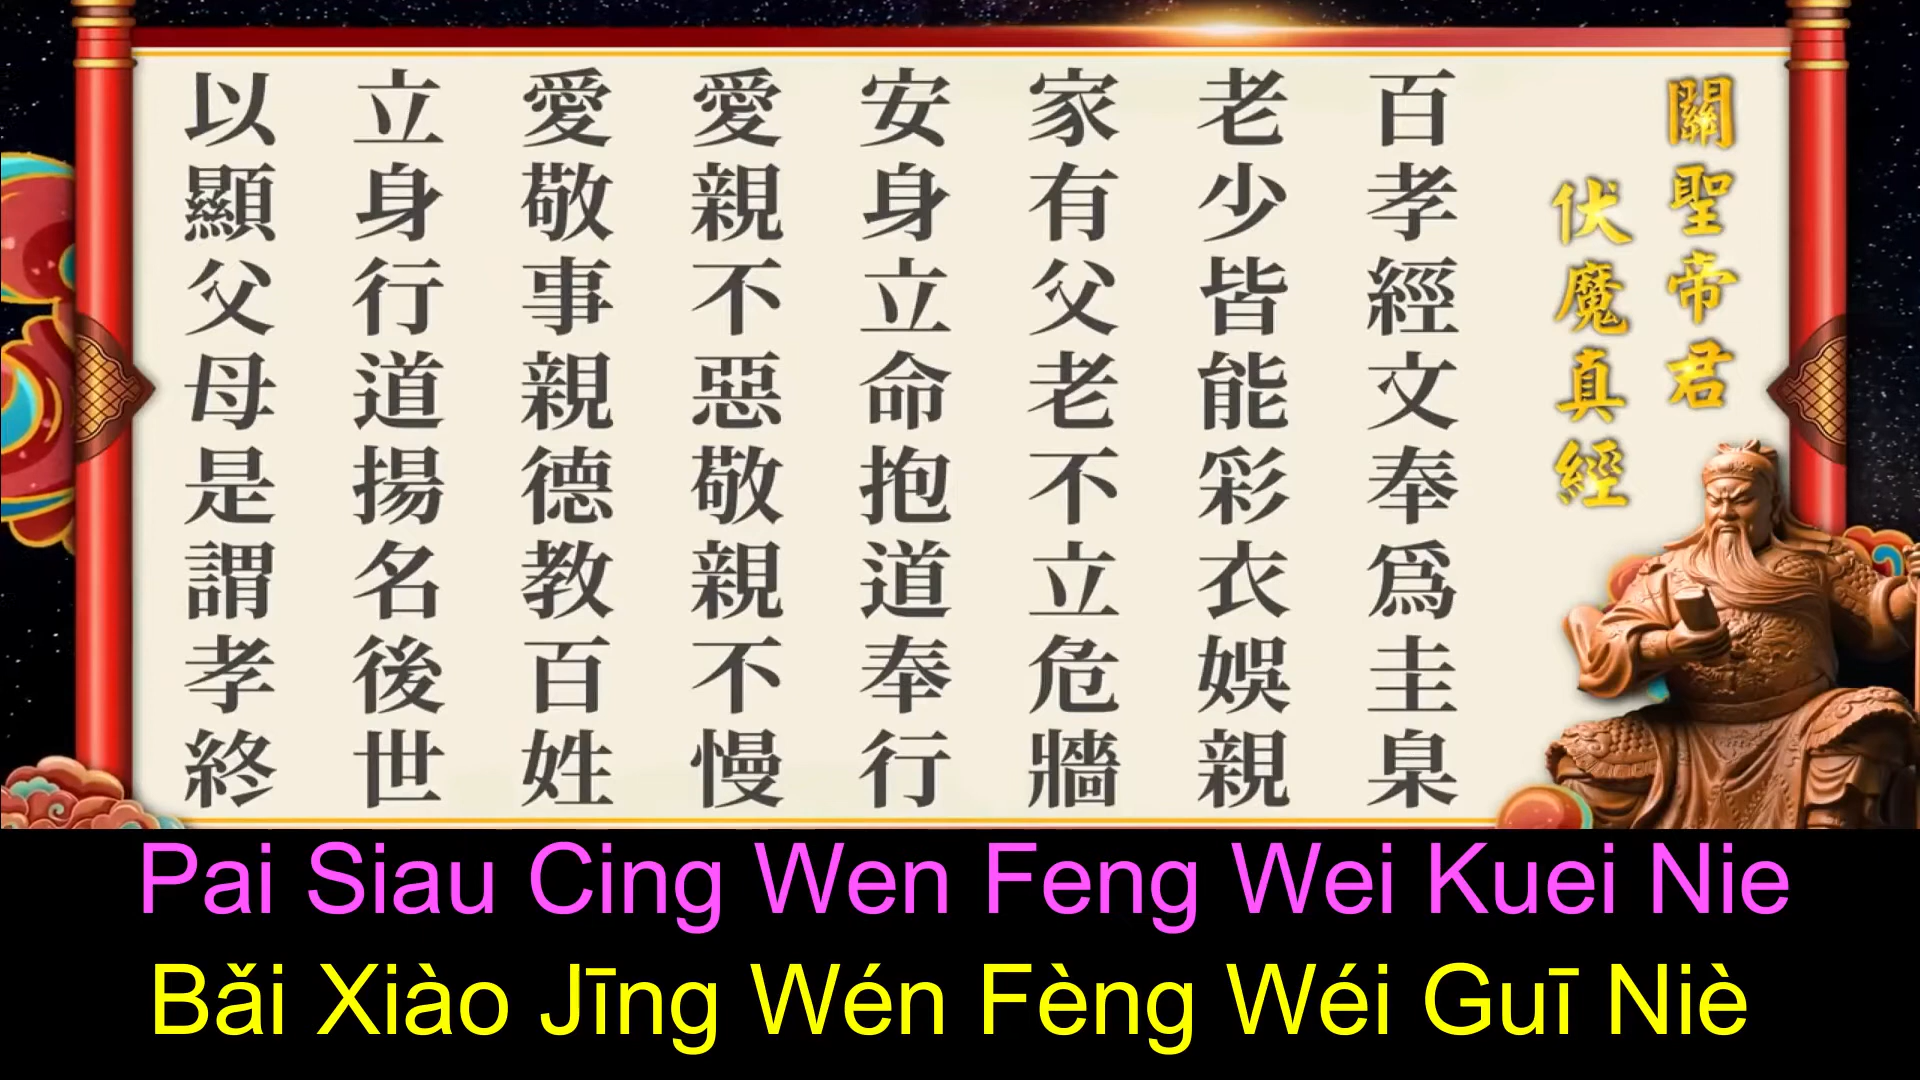 關聖帝君
伏魔真經
百孝經文奉爲圭臬
老少皆能彩衣娛親
家有父老不立危牆
安身立命抱道奉行
愛親不惡敬親不慢
愛敬事親德教百姓
立身行道揚名後世
以顯父母是謂孝終
Pai Siau Cing Wen Feng Wei Kuei Nie
Bǎi Xiào Jīng Wén Fèng Wéi Guī Niè